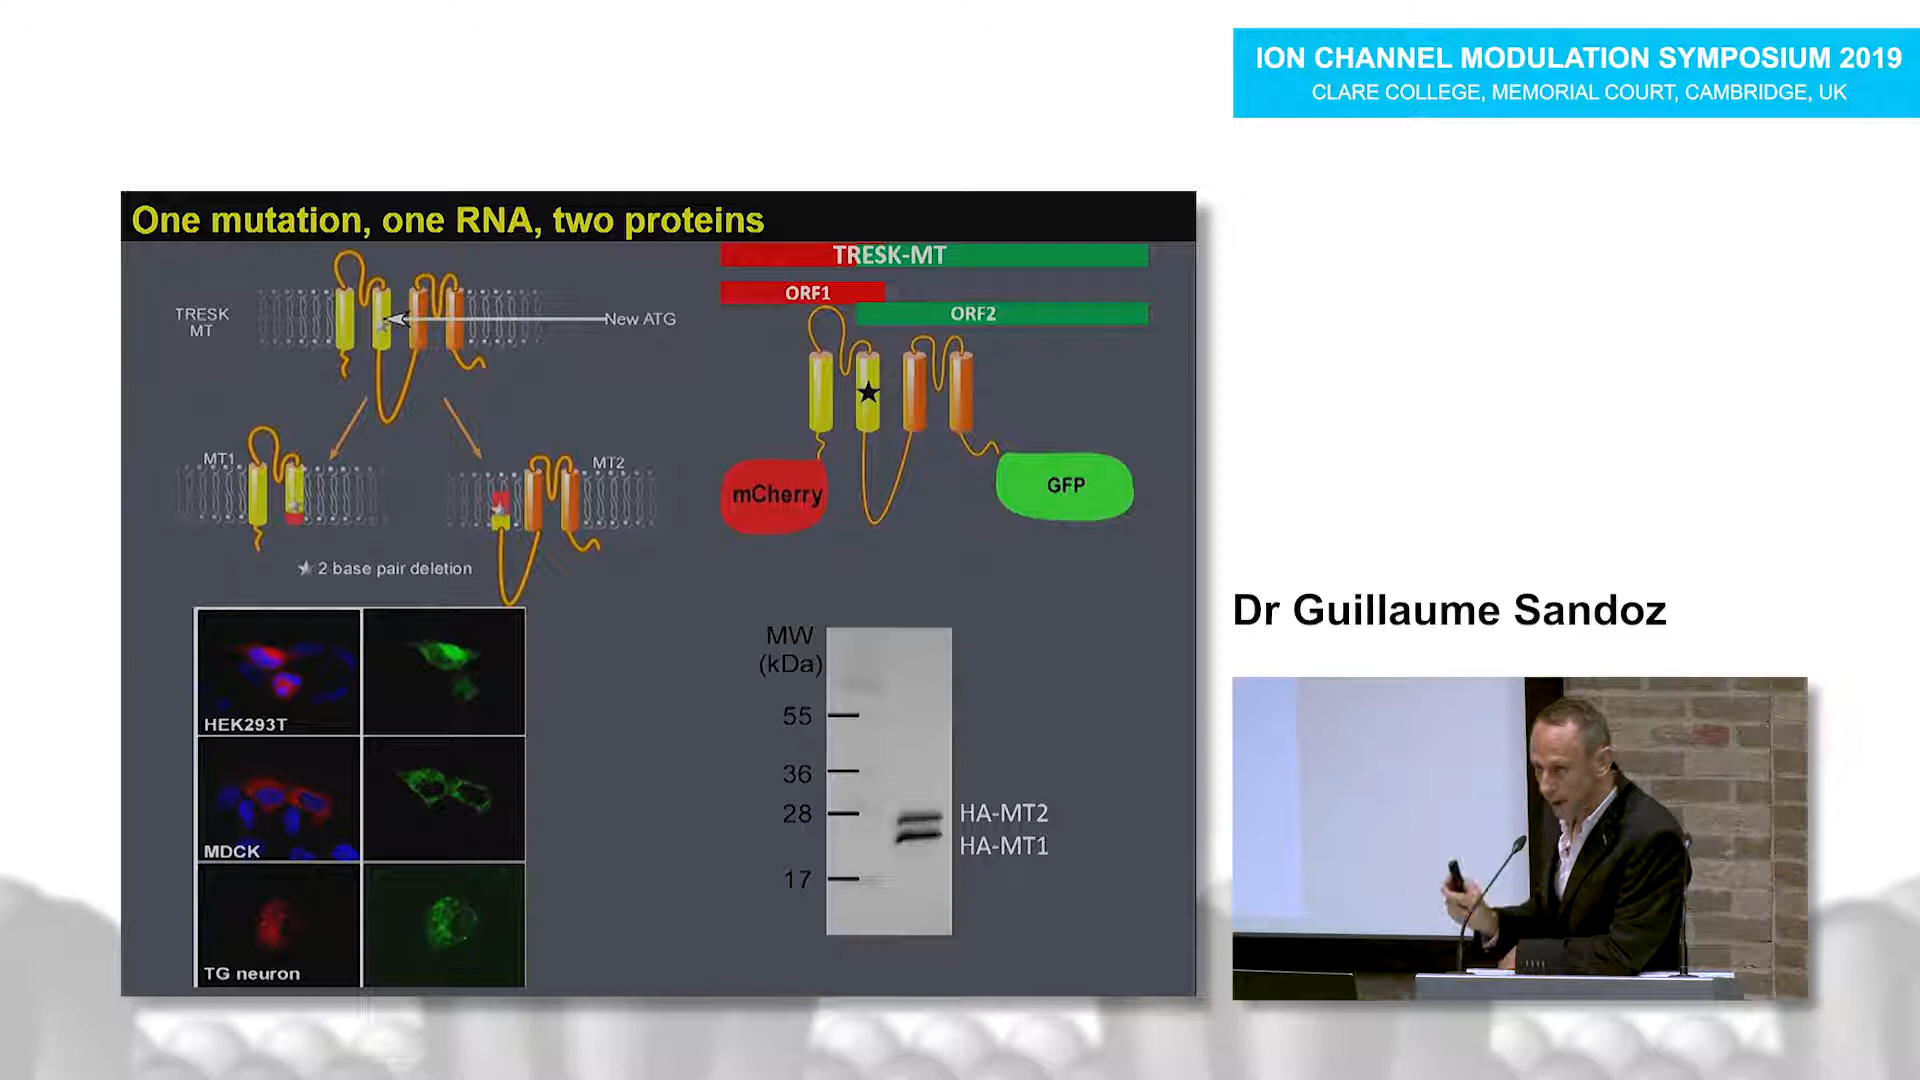 ION CHANNEL MODULATION SYMPOSIUM 2019
CLARE COLLEGE, MEMORIAL COURT, CAMBRIDGE, UK
One mutation, one RNA, two proteins
TRESK
MT
New ATG
MT1
MT2
2 base pair deletion
TRESK-MT
ORF1
ORF2
mCherry
GFP
HEK293T
MDCK
TG neuron
MW
(kDa)
55
36
28
17
HA-MT2
HA-MT1
Dr Guillaume Sandoz